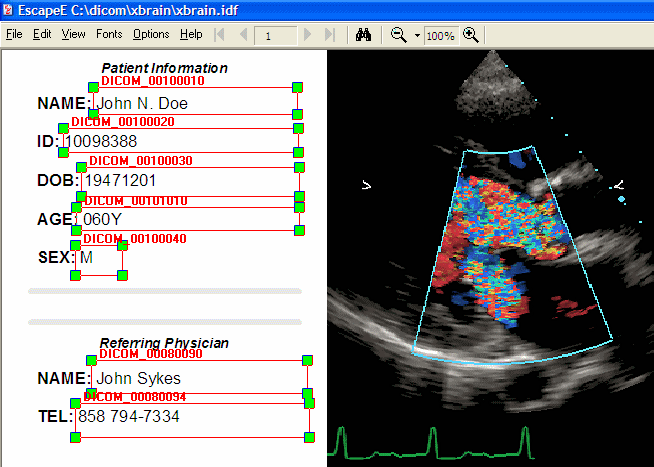 EscapeE C:\dicom\xbrain\xbrain.idf
File Edit View Fonts Options Help 1 100%
Patient Information
DICOM_00100010
NAME: John N. Doe
DICOM_00100020
ID: 10098388
DICOM_00100030
DOB: 19471201
DICOM_00101010
AGE: 060Y
DICOM_00100040
SEX: M
Referring Physician
DICOM_00080090
NAME: John Sykes
DICOM_00080094
TEL: 858 794-7334